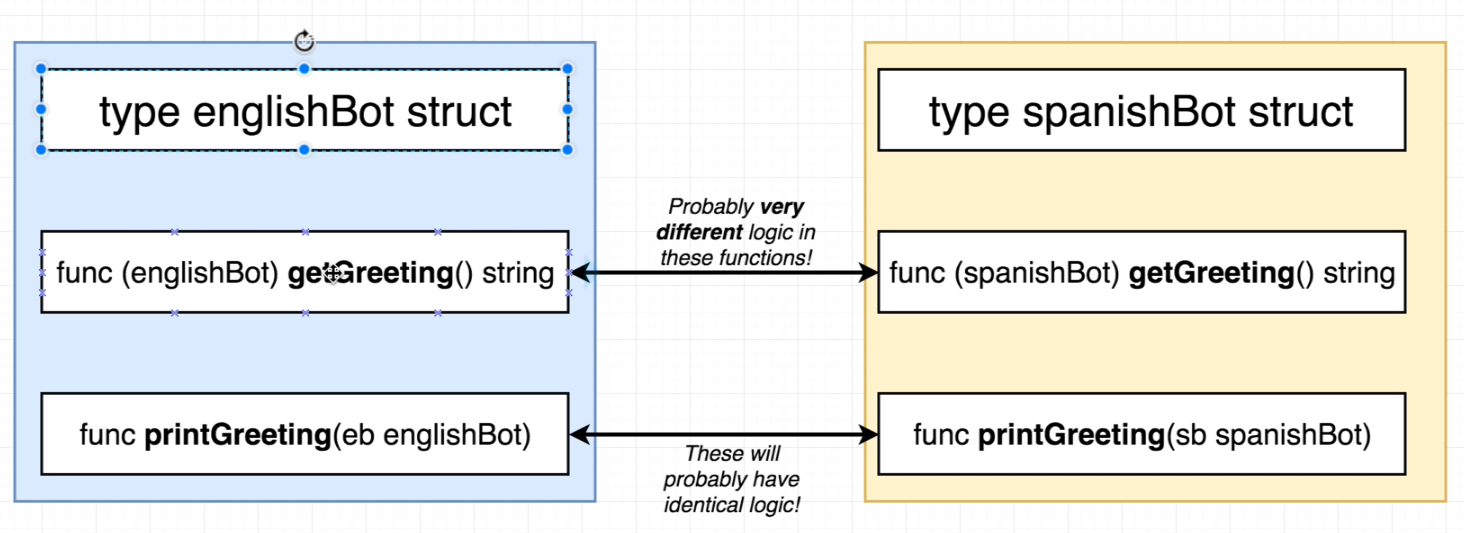 type englishBot struct
type spanishBot struct
Probably very
different logic in
these functions!
func (englishBot) getGreeting() string
func (spanishBot) getGreeting() string
func printGreeting(eb englishBot)
func printGreeting(sb spanishBot)
These will
probably have
identical logic!